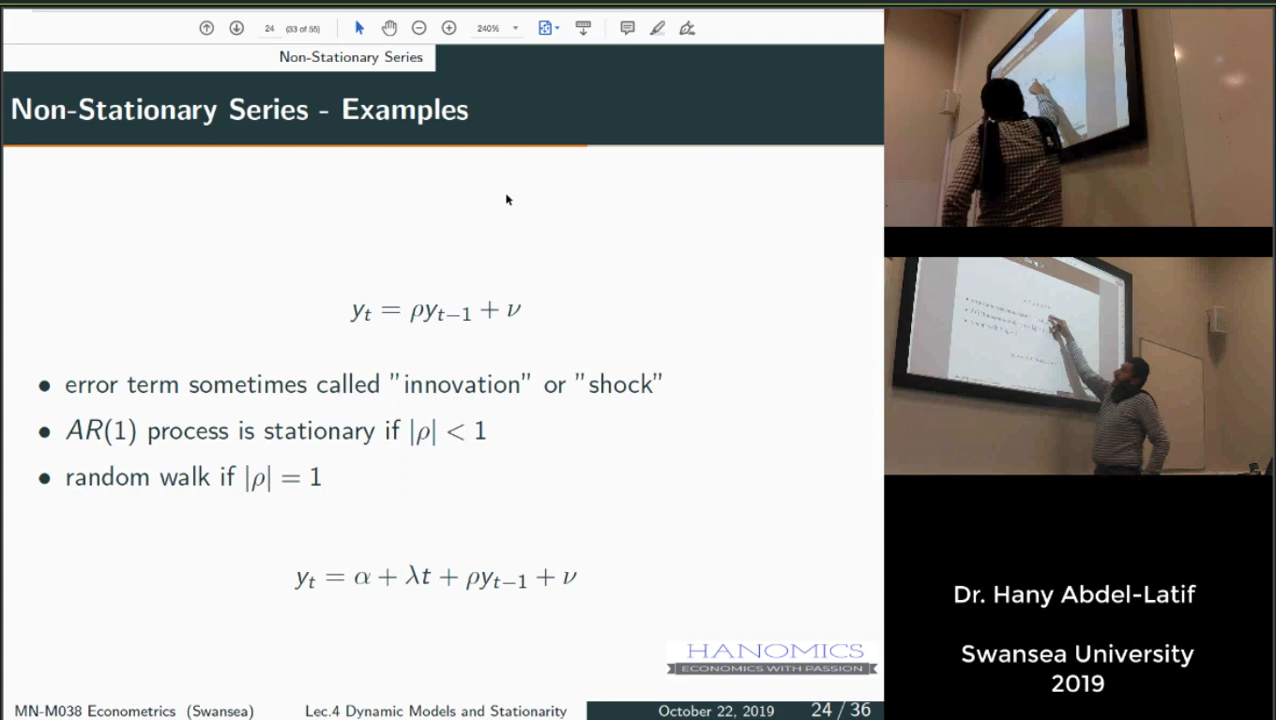 24 (33 of 55) 240%
Non-Stationary Series
Non-Stationary Series - Examples
yₜ = ρyₜ₋₁ + ν
• error term sometimes called "innovation" or "shock"
• AR(1) process is stationary if |ρ| < 1
• random walk if |ρ| = 1
yₜ = α + λt + ρyₜ₋₁ + ν
HANOMICS
ECONOMICS WITH PASSION
MN-M038 Econometrics (Swansea) Lec.4 Dynamic Models and Stationarity October 22, 2019 24 / 36
Dr. Hany Abdel-Latif
Swansea University
2019